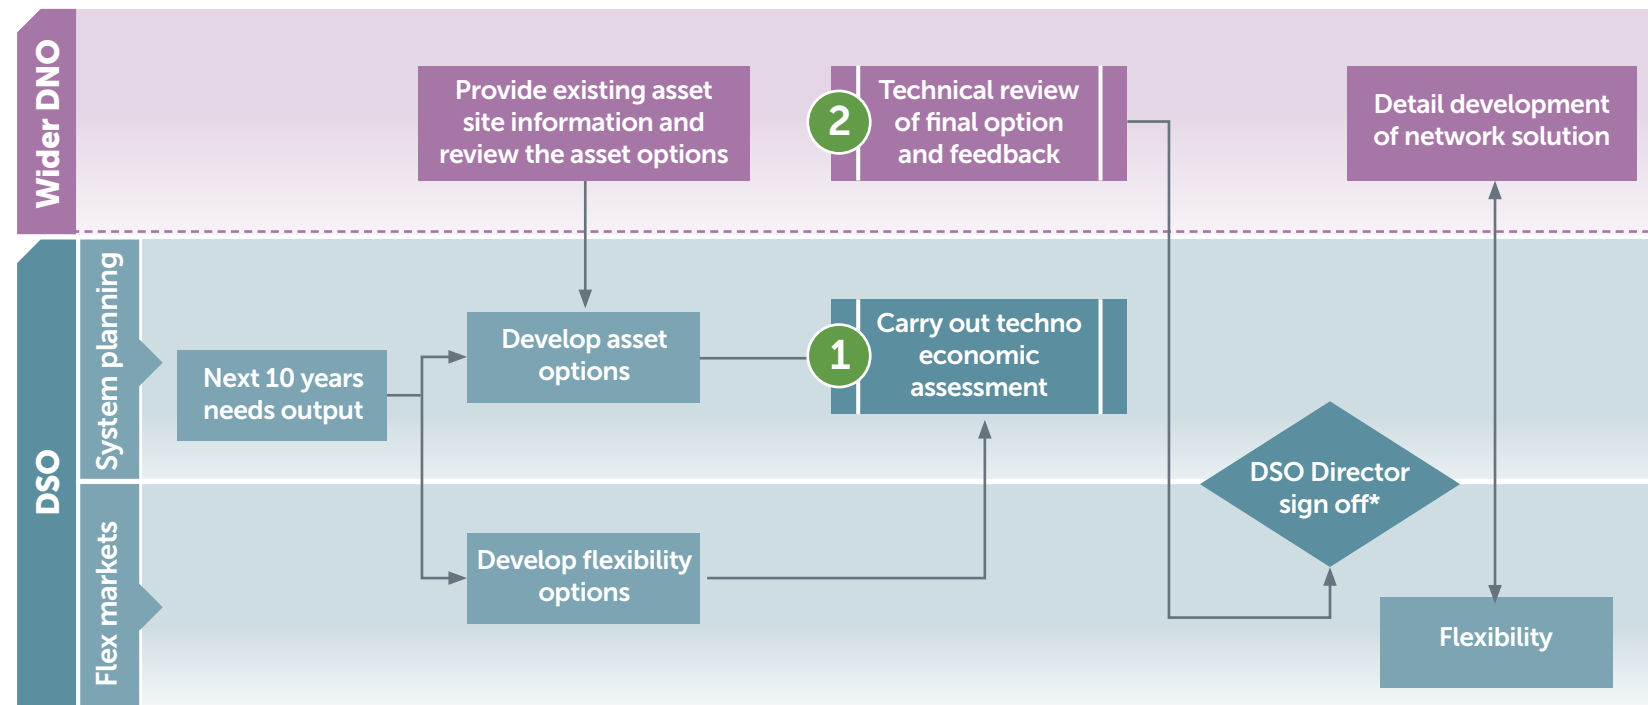 Wider DNO
Provide existing asset
site information and
review the asset options
2
Technical review
of final option
and feedback
Detail development
of network solution
DSO
System planning
Next 10 years
needs output
Develop asset
options
1
Carry out techno
economic
assessment
DSO Director
sign off*
Flex markets
Develop flexibility
options
Flexibility